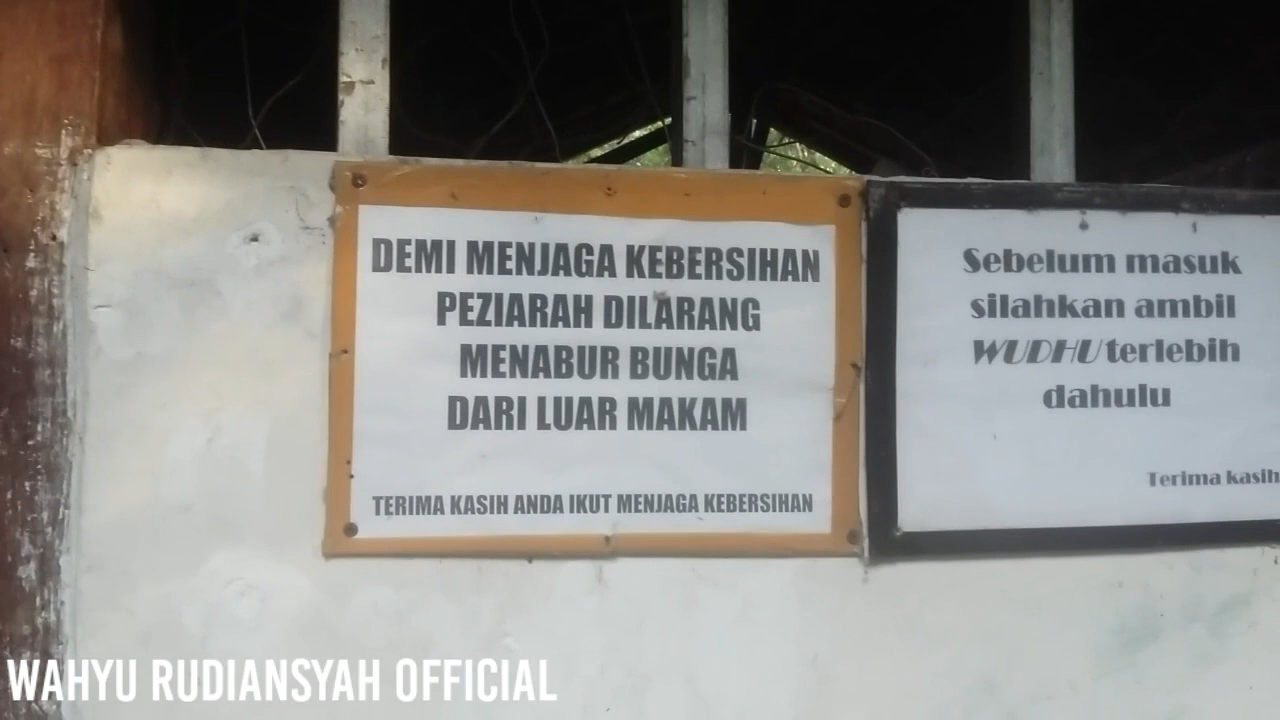 DEMI MENJAGA KEBERSIHAN
PEZIARAH DILARANG
MENABUR BUNGA
DARI LUAR MAKAM
TERIMA KASIH ANDA IKUT MENJAGA KEBERSIHAN
Sebelum masuk
silahkan ambil
WUDHU terlebih
dahulu
Terima kasih
WAHYU RUDIANSYAH OFFICIAL